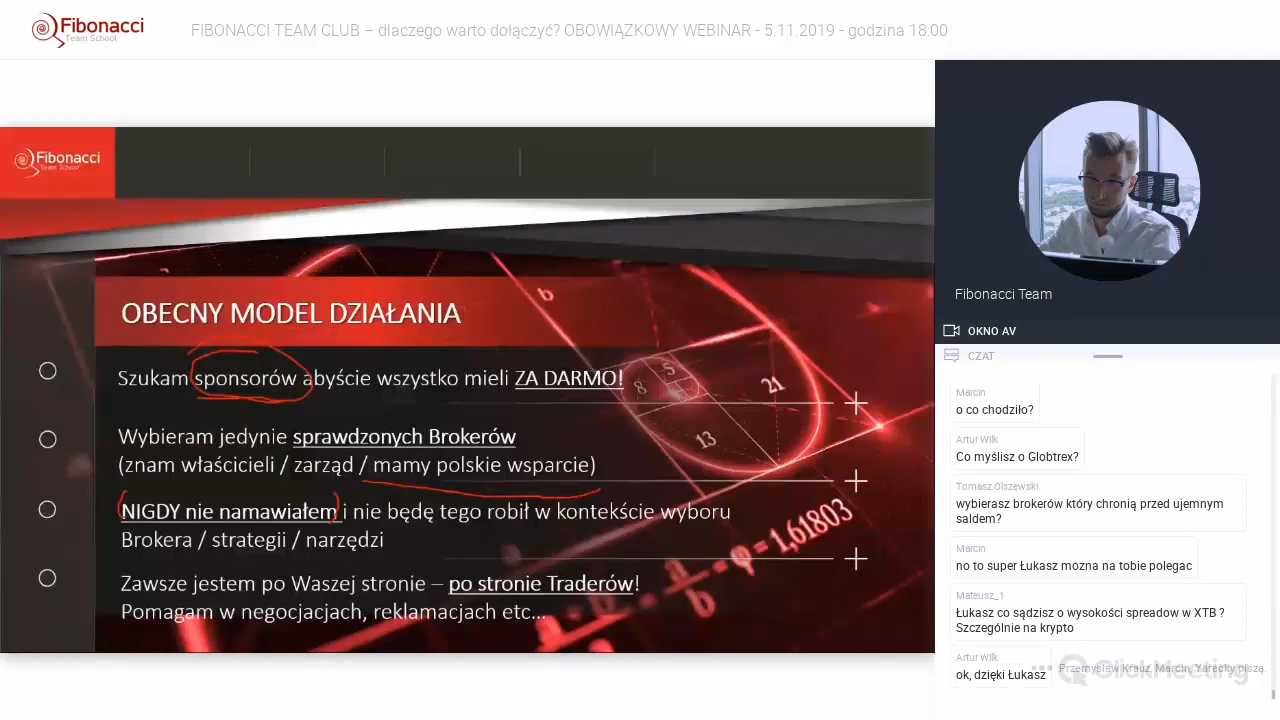 Fibonacci
Team School
FIBONACCI TEAM CLUB – dlaczego warto dołączyć? OBOWIĄZKOWY WEBINAR - 5.11.2019 - godzina 18:00
Fibonacci
Team School
OBECNY MODEL DZIAŁANIA
Szukam sponsorów abyście wszystko mieli ZA DARMO!
Wybieram jedynie sprawdzonych Brokerów
(znam właścicieli / zarząd / mamy polskie wsparcie)
NIGDY nie namawiałem i nie będę tego robił w kontekście wyboru
Brokera / strategii / narzędzi
Zawsze jestem po Waszej stronie – po stronie Traderów!
Pomagam w negocjacjach, reklamacjach etc...
b
5
8
21
13
a
b
φ = 1,61803
Fibonacci Team
OKNO AV
CZAT
Marcin
o co chodziło?
Artur Wilk
Co myślisz o Globtrex?
Tomasz Olszewski
wybierasz brokerów który chronią przed ujemnym
saldem?
Marcin
no to super Łukasz mozna na tobie polegac
Mateusz_1
Łukasz co sądzisz o wysokości spreadow w XTB ?
Szczególnie na krypto
Artur Wilk
ok, dzięki Łukasz
Przemysław Krauz, Marcin, Yarecky piszą.
ClickMeeting